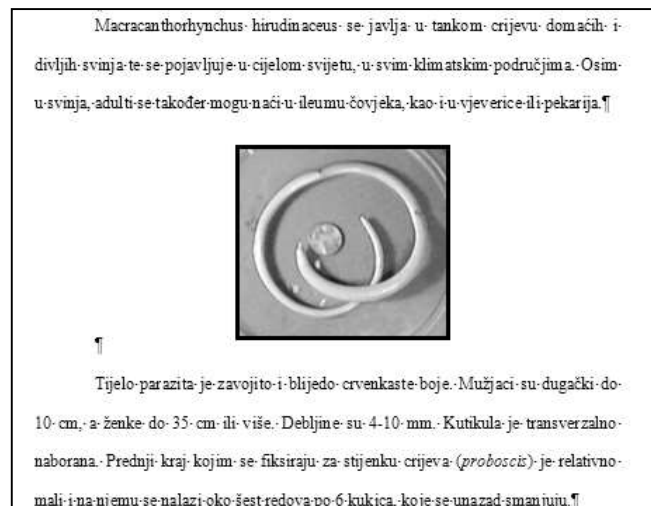 Macracanthorhynchus hirudinaceus se javlja u tankom crijevu domaćih i
divljih svinja te se pojavljuje u cijelom svijetu, u svim klimatskim područjima. Osim
u svinja, adulti se također mogu naći u ileumu čovjeka, kao i u vjeverice ili pekarija.¶
¶
Tijelo parazita je zavojito i blijedo crvenkaste boje. Mužjaci su dugački do
10 cm, a ženke do 35 cm ili više. Debljine su 4-10 mm. Kutikula je transverzalno
naborana. Prednji kraj kojim se fiksiraju za stijenku crijeva (proboscis) je relativno
mali i na njemu se nalazi oko šest redova po 6 kukica, koje se unazad smanjuju.¶